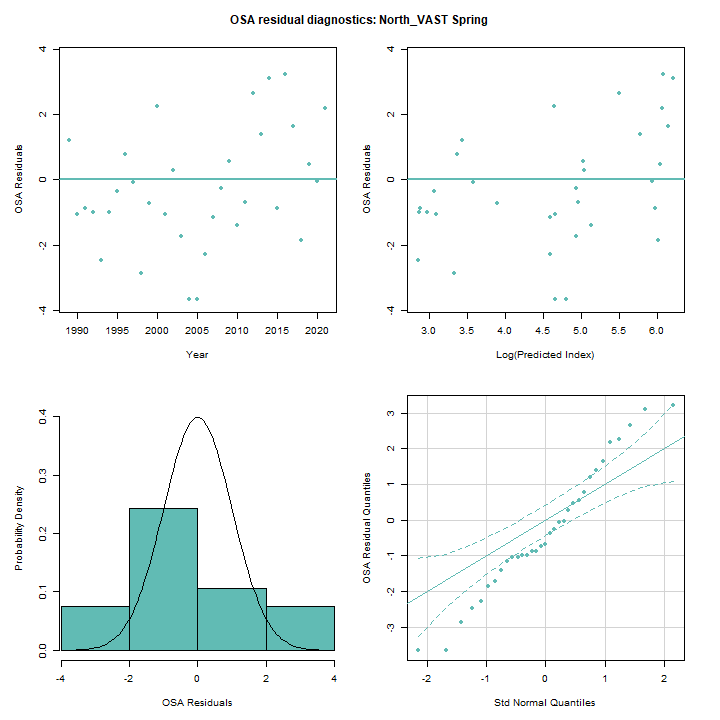 OSA residual diagnostics: North_VAST Spring
4
2
0
-2
-4
OSA Residuals
1990 1995 2000 2005 2010 2015 2020
Year
4
2
0
-2
-4
OSA Residuals
3.0 3.5 4.0 4.5 5.0 5.5 6.0
Log(Predicted Index)
0.4
0.3
0.2
0.1
0.0
Probability Density
-4 -2 0 2 4
OSA Residuals
3
2
1
0
-1
-2
-3
OSA Residual Quantiles
-2 -1 0 1 2
Std Normal Quantiles